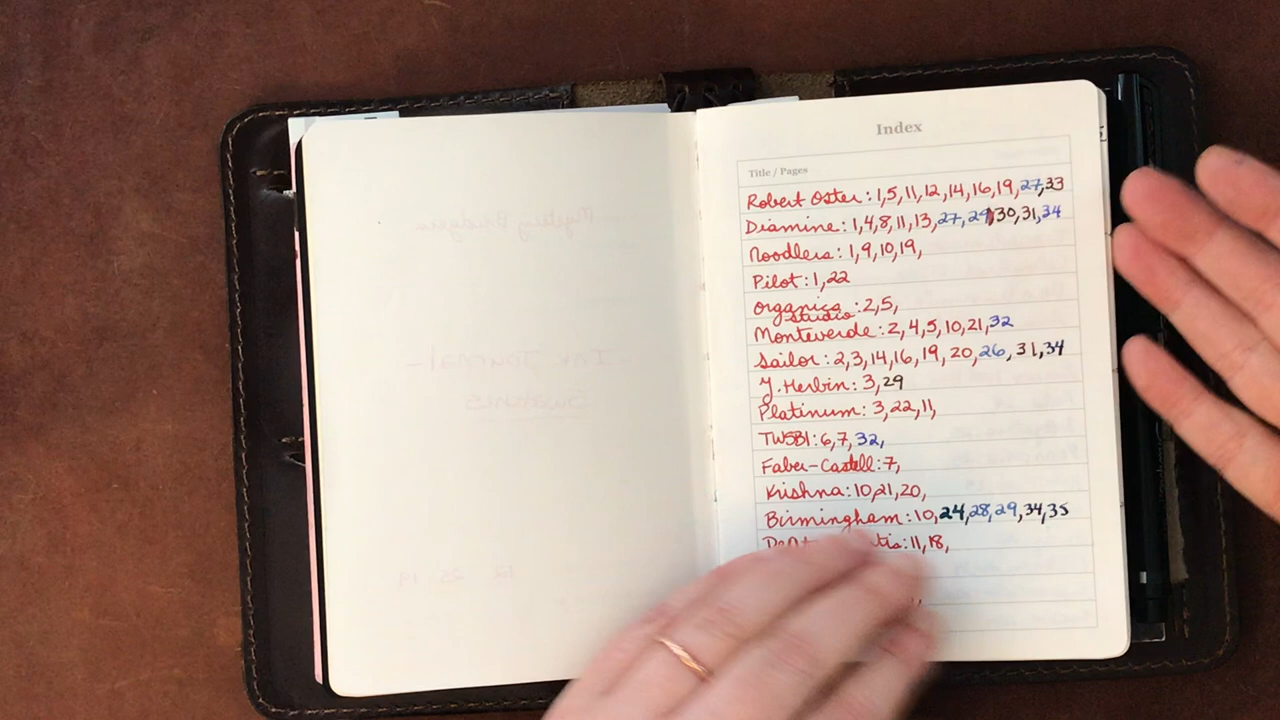 Index
Title / Pages
Robert Oster: 1,5,11,12,14,16,19,27,33
Diamine: 1,4,8,11,13,27,29,30,31,34
Noodlers: 1,9,10,19,
Pilot: 1,22
organics studio: 2,5,
Monteverde: 2,4,5,10,21,32
Sailor: 2,3,14,16,19,20,26,31,34
J. Herbin: 3,29
Platinum: 3,22,11,
TWSBI: 6,7,32,
Faber-Castell: 7,
Krishna: 10,21,20,
Birmingham: 10,24,28,29,34,35
11,18,